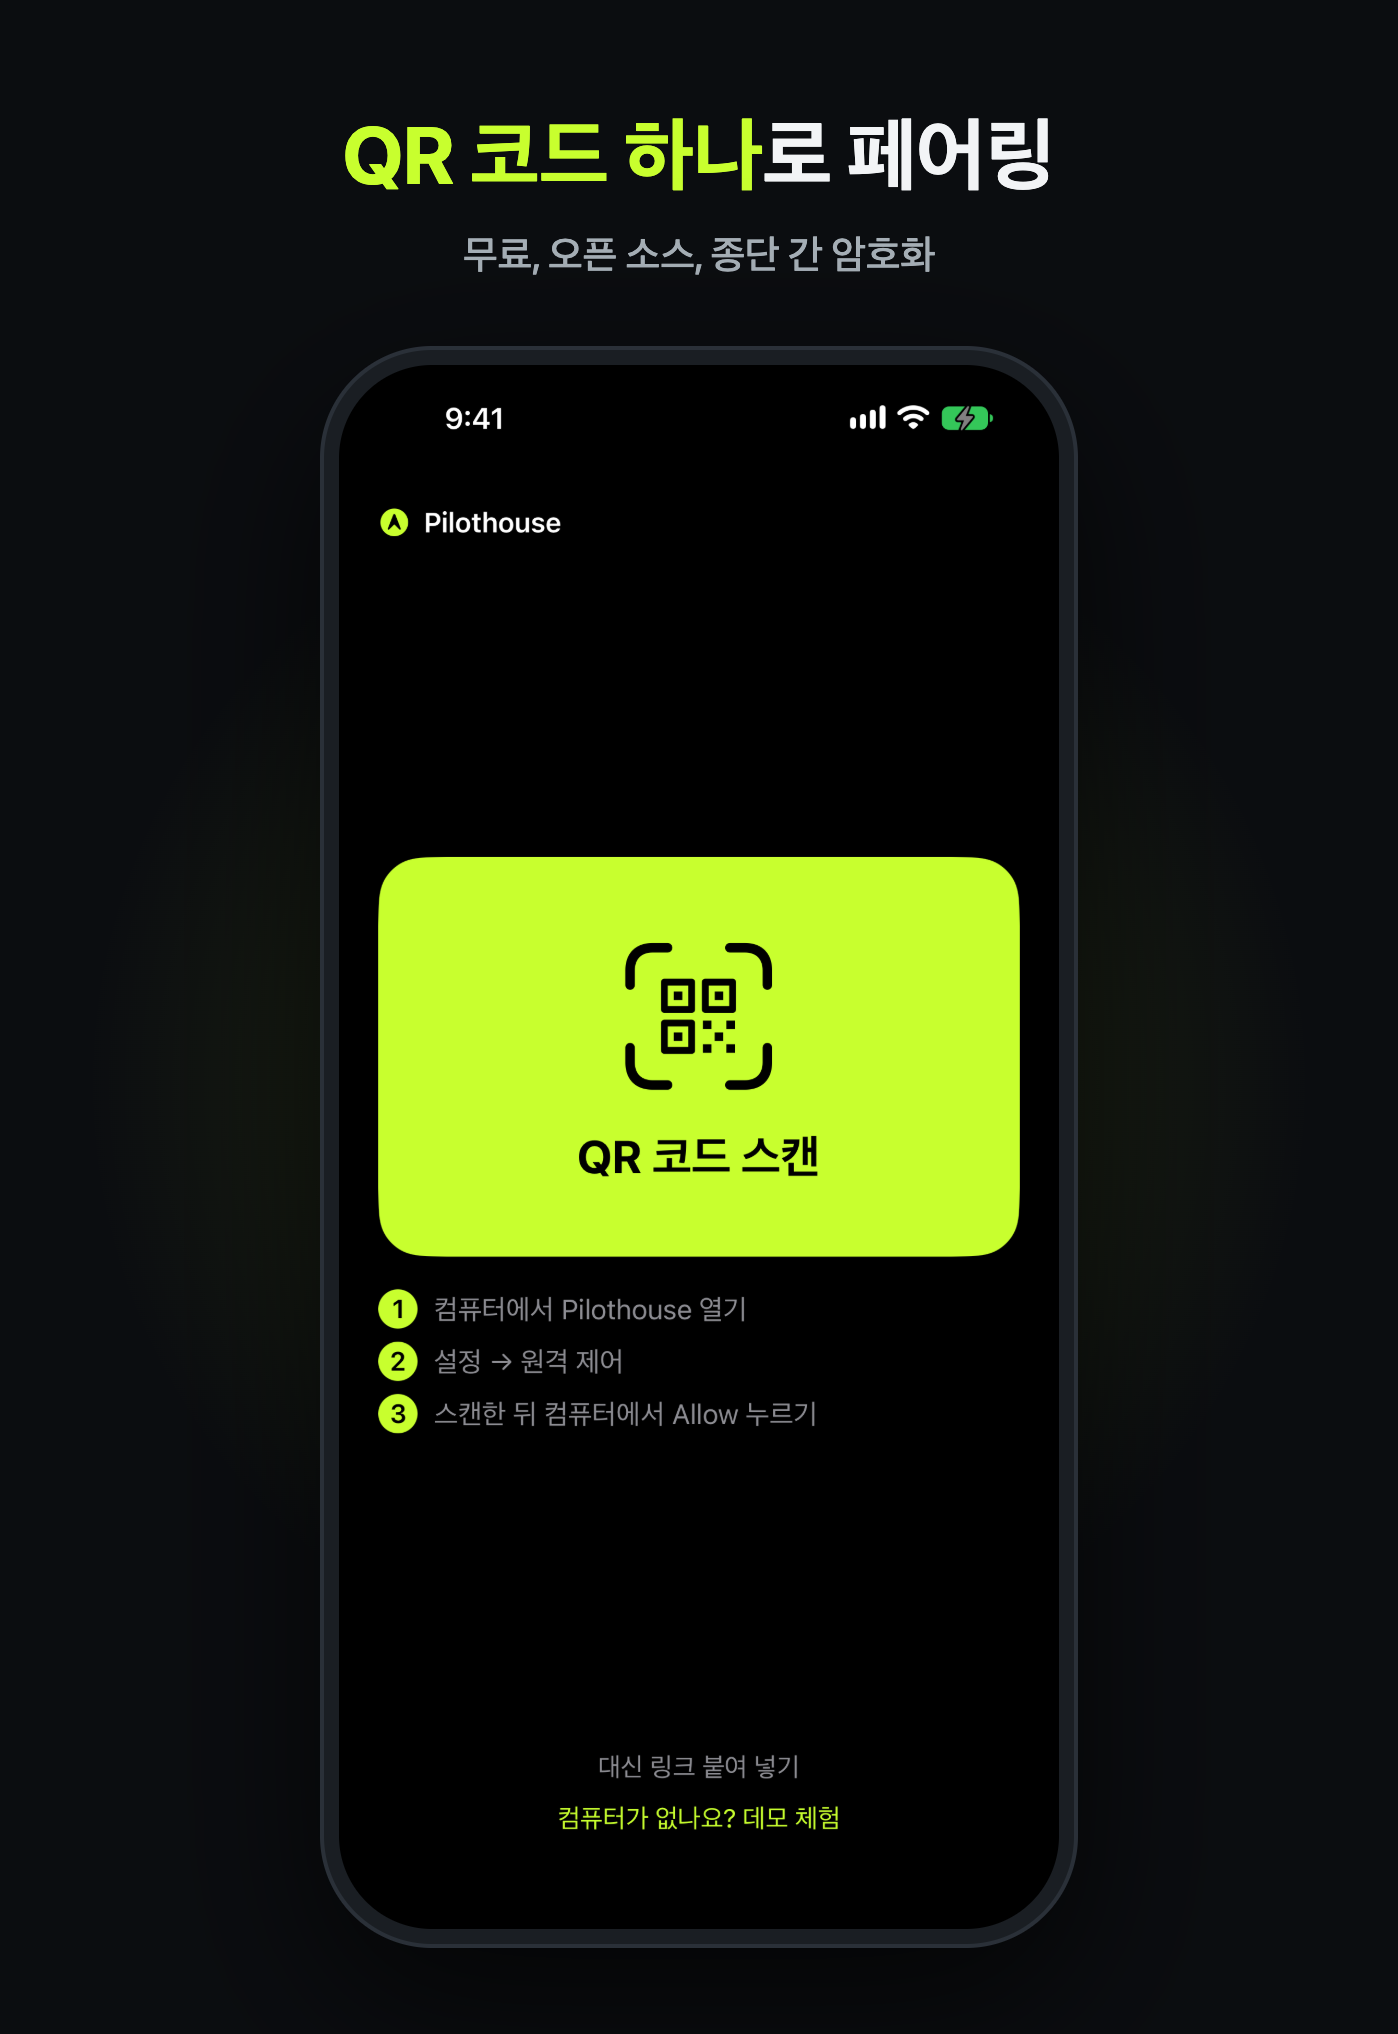 QR 코드 하나로 페어링
무료, 오픈 소스, 종단 간 암호화
9:41
Pilothouse
QR 코드 스캔
1 컴퓨터에서 Pilothouse 열기
2 설정 → 원격 제어
3 스캔한 뒤 컴퓨터에서 Allow 누르기
대신 링크 붙여 넣기
컴퓨터가 없나요? 데모 체험